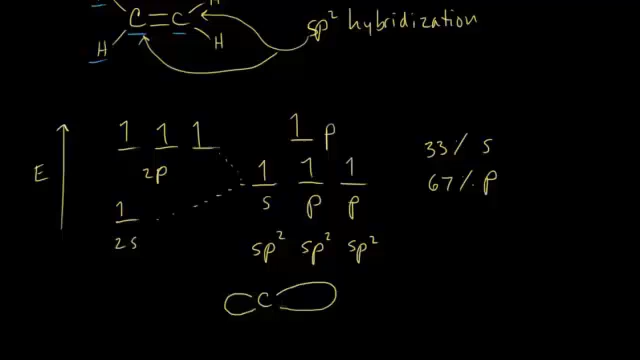 H
C=C
H H
sp² hybridization
1 1 1
2p
E
1
2s
1 p
1 1 1
s p p
sp² sp² sp²
33% s
67% p
C